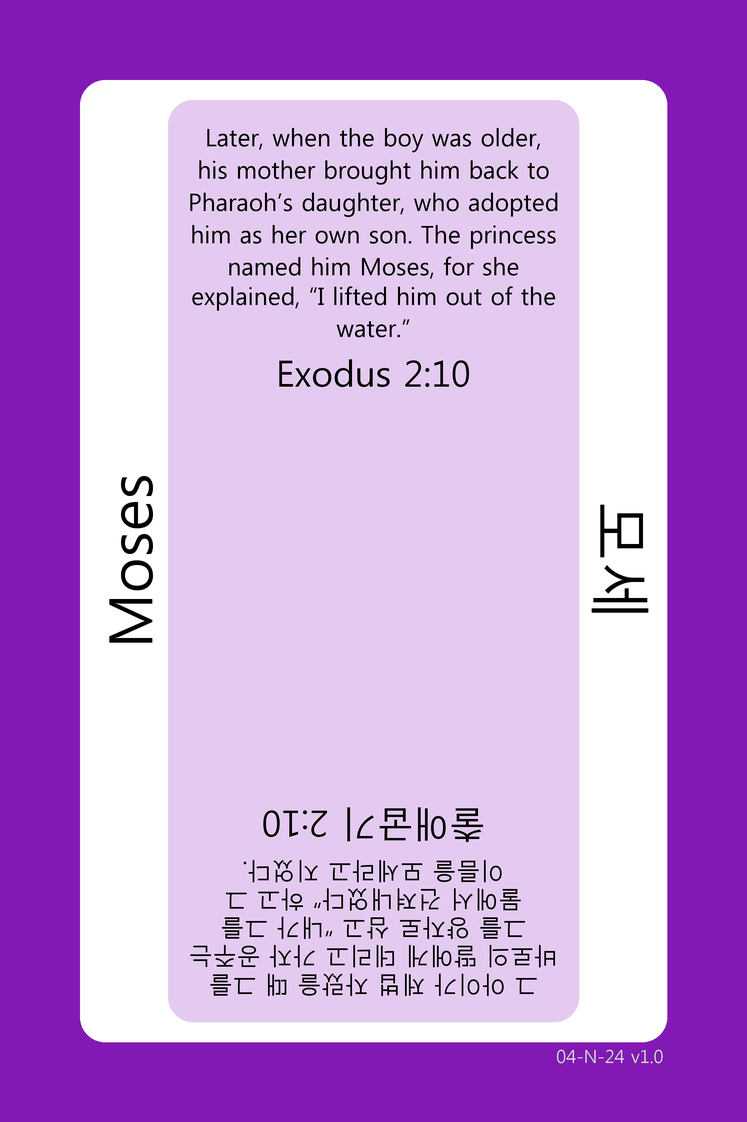 Later, when the boy was older,
his mother brought him back to
Pharaoh’s daughter, who adopted
him as her own son. The princess
named him Moses, for she
explained, “I lifted him out of the
water.”
Exodus 2:10
Moses
모세
그 아이가 제법 자랐을 때 그를
바로의 딸에게 데리고 가자 공주는
그를 양자로 삼고 “내가 그를
물에서 건져내었다” 하고 그
이름을 모세라고 지었다.
출애굽기 2:10
04-N-24 v1.0